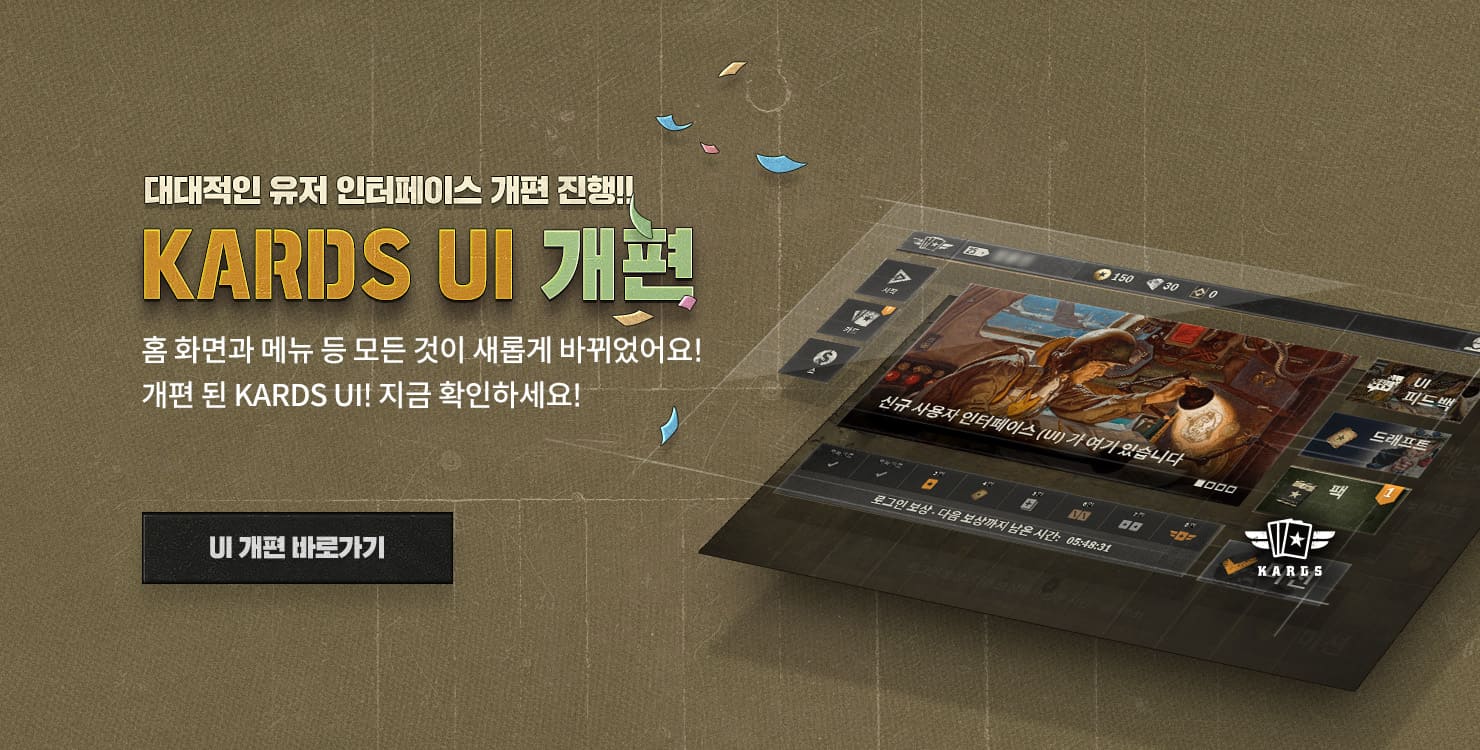 대대적인 유저 인터페이스 개편 진행!!
KARDS UI 개편
홈 화면과 메뉴 등 모든 것이 새롭게 바뀌었어요!
개편 된 KARDS UI! 지금 확인하세요!
UI 개편 바로가기
150
30
0
시작
카드
신규 사용자 인터페이스 (UI) 가 여기 있습니다
UI
피드백
드래프트
팩
1
로그인 보상 . 다음 보상까지 남은 시간: 05:48:31
KARDS